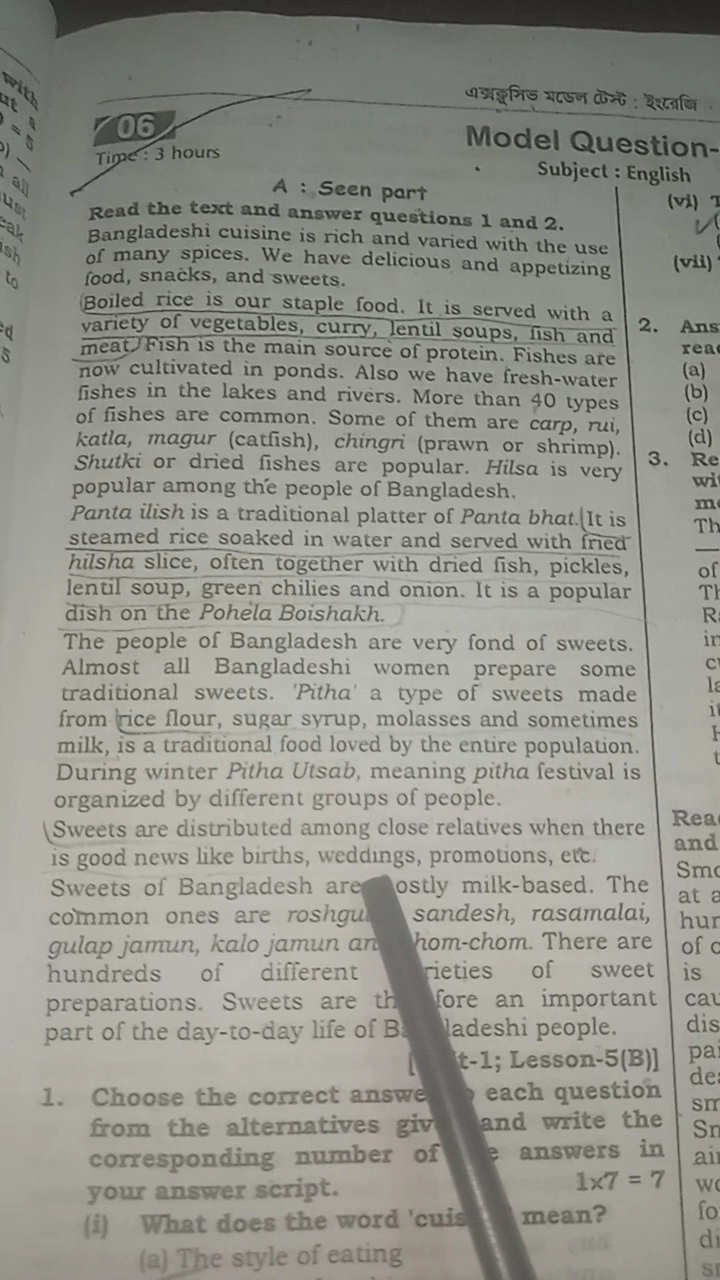 এক্সক্লুসিভ মডেল টেস্ট : ইংরেজি
06
Time : 3 hours
Model Question-
Subject : English
A : Seen part
Read the text and answer questions 1 and 2.
Bangladeshi cuisine is rich and varied with the use
of many spices. We have delicious and appetizing
food, snacks, and sweets.
Boiled rice is our staple food. It is served with a
variety of vegetables, curry, lentil soups, fish and
meat. Fish is the main source of protein. Fishes are
now cultivated in ponds. Also we have fresh-water
fishes in the lakes and rivers. More than 40 types
of fishes are common. Some of them are carp, rui,
katla, magur (catfish), chingri (prawn or shrimp).
Shutki or dried fishes are popular. Hilsa is very
popular among the people of Bangladesh.
Panta ilish is a traditional platter of Panta bhat. It is
steamed rice soaked in water and served with fried
hilsha slice, often together with dried fish, pickles,
lentil soup, green chilies and onion. It is a popular
dish on the Pohela Boishakh.
The people of Bangladesh are very fond of sweets.
Almost all Bangladeshi women prepare some
traditional sweets. 'Pitha' a type of sweets made
from rice flour, sugar syrup, molasses and sometimes
milk, is a traditional food loved by the entire population.
During winter Pitha Utsab, meaning pitha festival is
organized by different groups of people.
Sweets are distributed among close relatives when there
is good news like births, weddings, promotions, etc.
Sweets of Bangladesh are ostly milk-based. The
common ones are roshgu sandesh, rasamalai,
gulap jamun, kalo jamun an hom-chom. There are
hundreds of different rieties of sweet
preparations. Sweets are th fore an important
part of the day-to-day life of Ba ladeshi people.
t-1; Lesson-5(B)]
1. Choose the correct answe each question
from the alternatives giv and write the
corresponding number of answers in
your answer script. 1x7 = 7
(i) What does the word 'cuis mean?
(a) The style of eating
(vi)
(vii)
2. Ans
rea
(a)
(b)
(c)
(d)
3. Re
wi
Th
of
in
Rea
and
Smo
at a
hur
of
is
cau
dis
pai